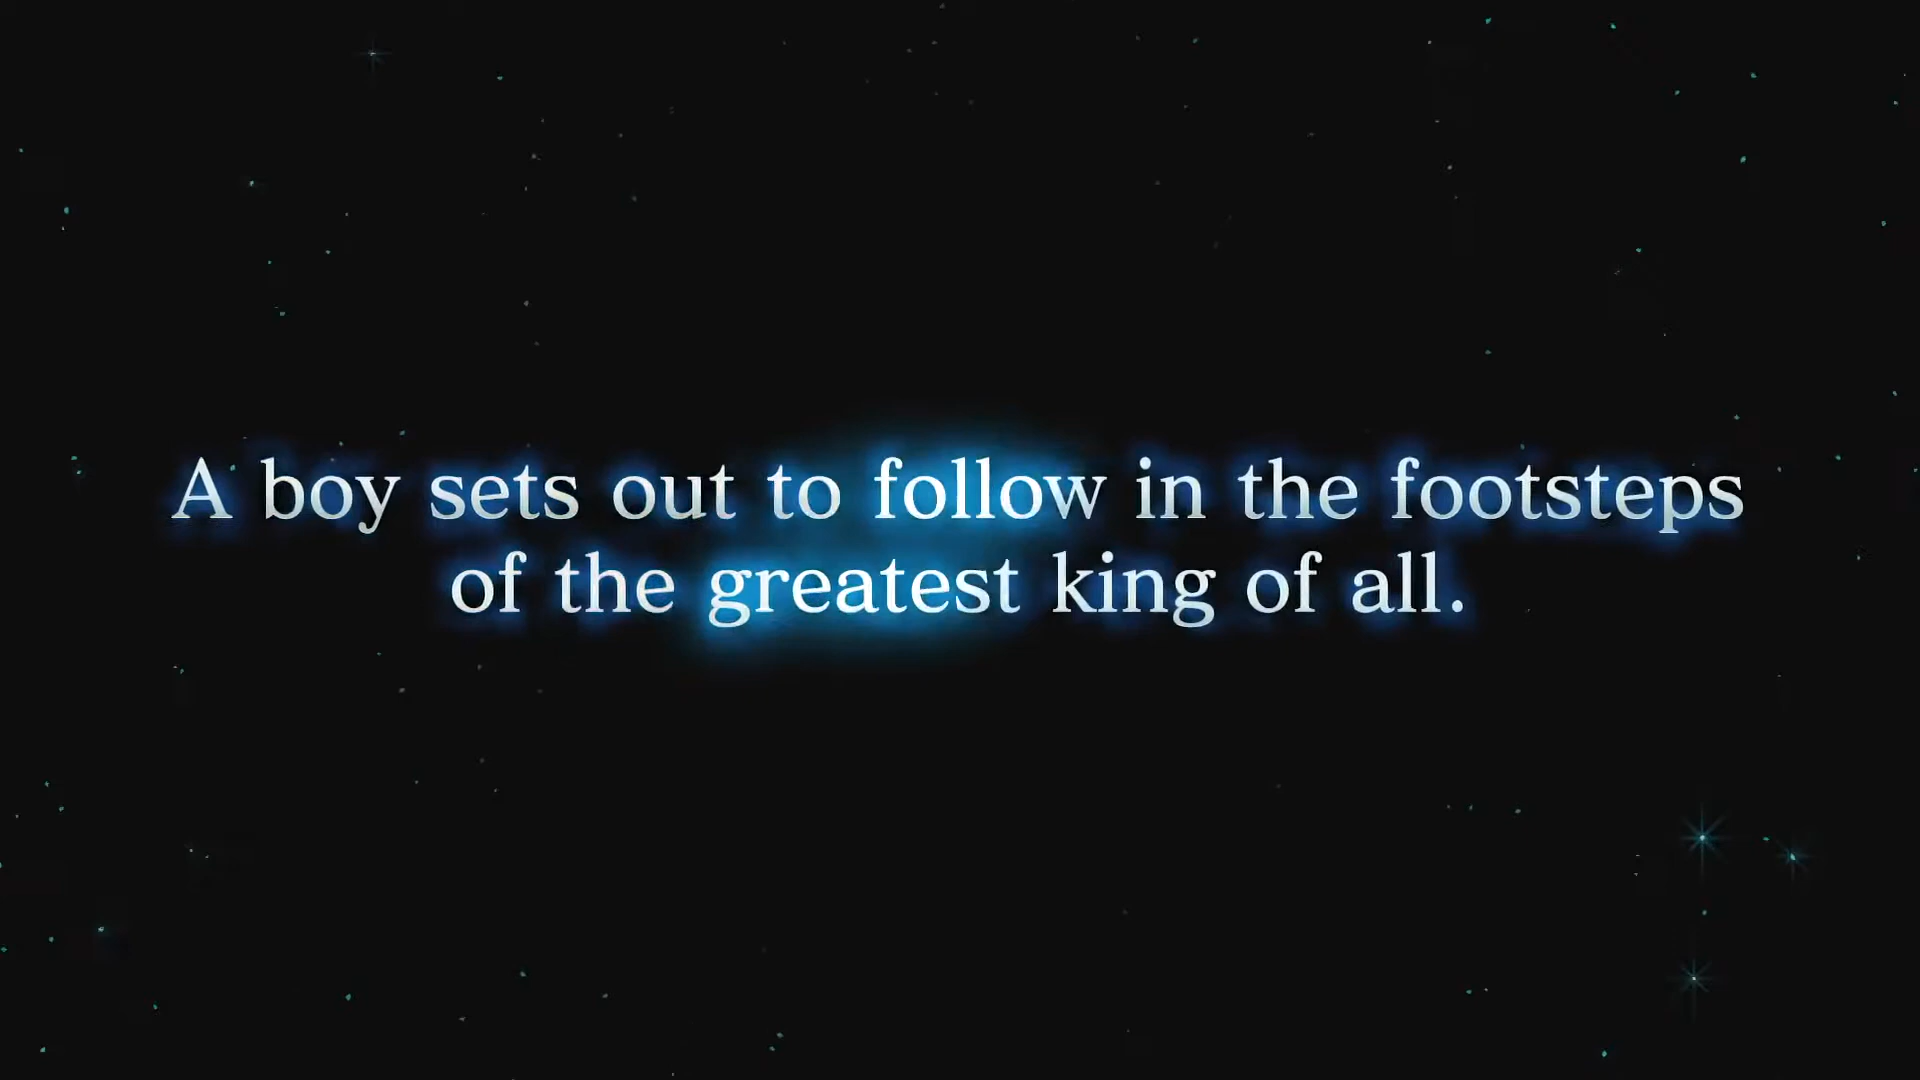 A boy sets out to follow in the footsteps
of the greatest king of all.